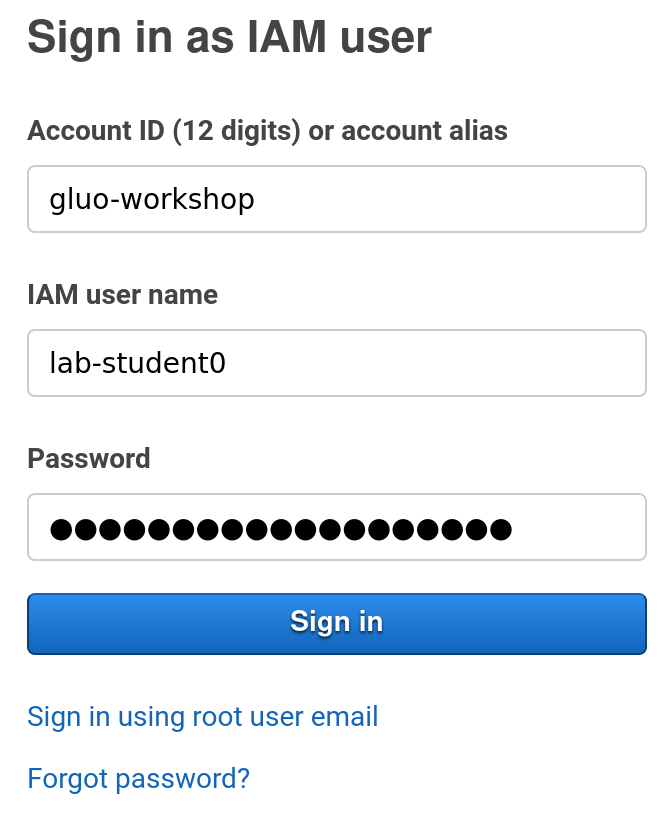 Sign in as IAM user
Account ID (12 digits) or account alias
gluo-workshop
IAM user name
lab-student0
Password
●●●●●●●●●●●●●●●●●●●
Sign in
Sign in using root user email
Forgot password?